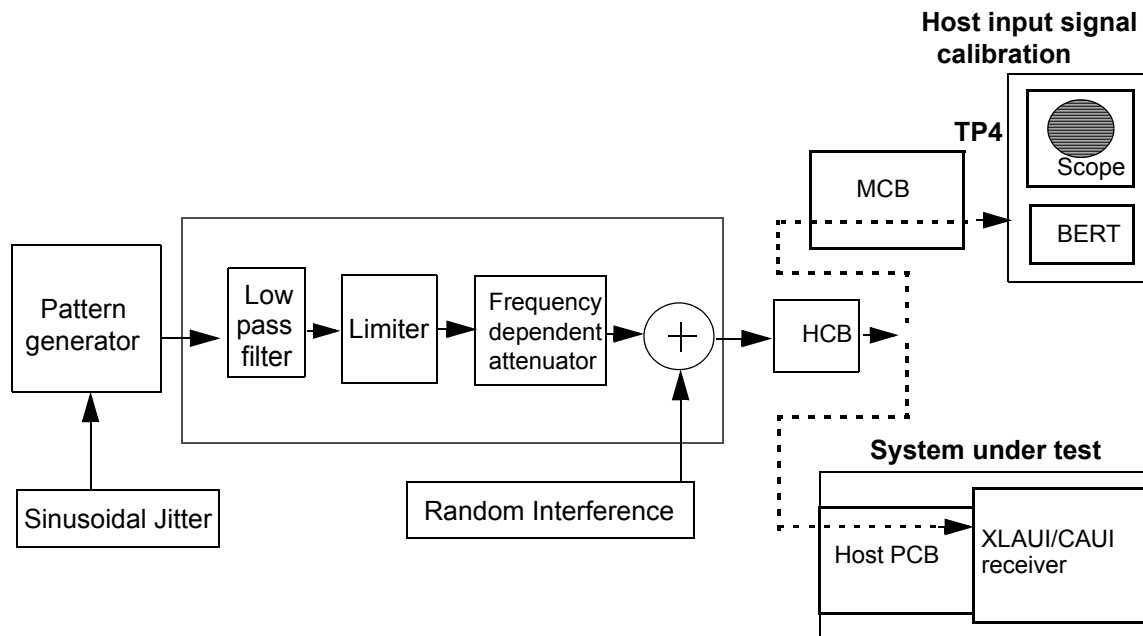 Host input signal
calibration
TP4
Scope
BERT
MCB
Pattern
generator
Low
pass
filter
Limiter
Frequency
dependent
attenuator
+
HCB
Sinusoidal Jitter
Random Interference
System under test
Host PCB
XLAUI/CAUI
receiver